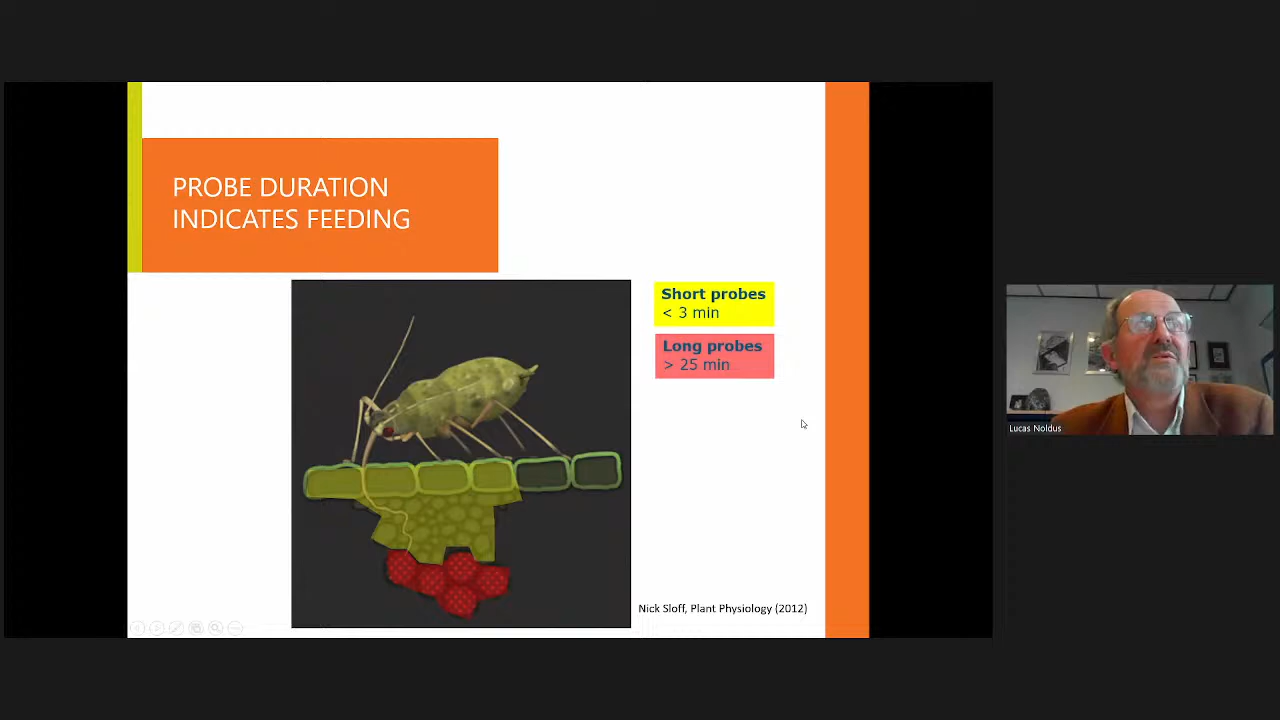 PROBE DURATION
INDICATES FEEDING
Short probes
< 3 min
Long probes
> 25 min
Nick Sloff, Plant Physiology (2012)
Lucas Noldus